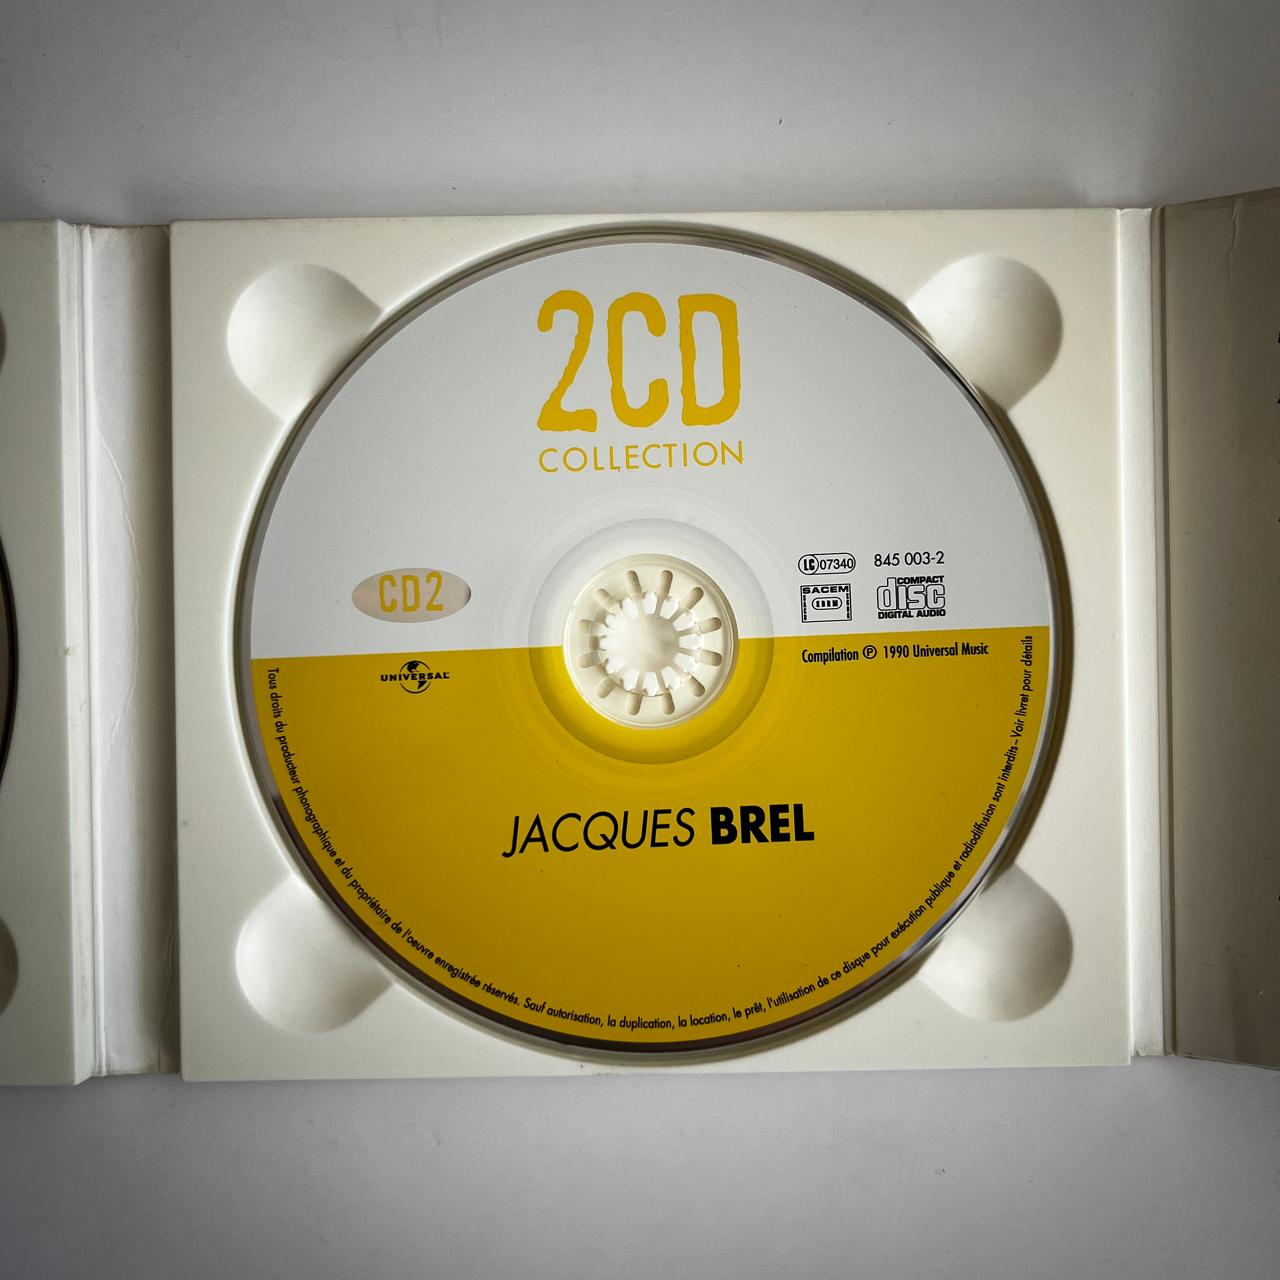 2CD
COLLECTION
LC 07340 845 003-2
SACEM
COMPACT
disc
DIGITAL AUDIO
CD2
UNIVERSAL
Compilation ℗ 1990 Universal Music
JACQUES BREL
Tous droits du producteur phonographique et du propriétaire de l'oeuvre enregistrée réservés. Sauf autorisation, la duplication, la location, le prêt, l'utilisation de ce disque pour exécution publique et radiodiffusion sont interdits-Voir livret pour détails